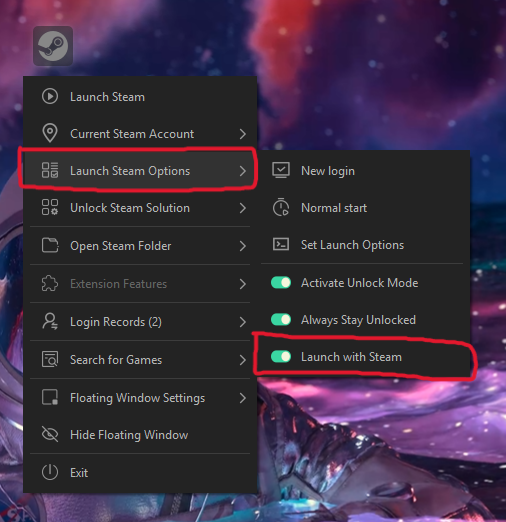 Launch Steam
Current Steam Account
Launch Steam Options
Unlock Steam Solution
Open Steam Folder
Extension Features
Login Records (2)
Search for Games
Floating Window Settings
Hide Floating Window
Exit
New login
Normal start
Set Launch Options
Activate Unlock Mode
Always Stay Unlocked
Launch with Steam